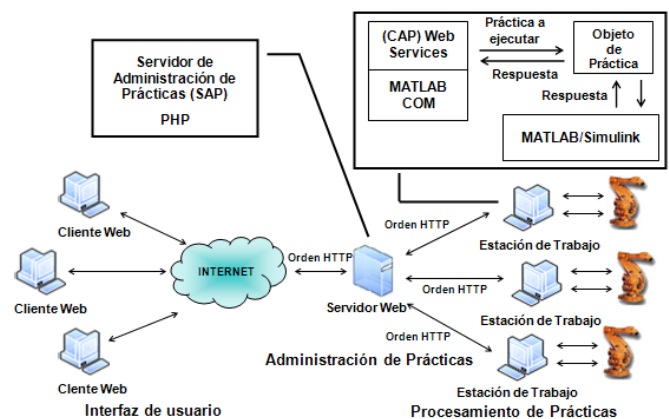 Servidor de
Administración de
Prácticas (SAP)
PHP
(CAP) Web
Services
MATLAB
COM
Práctica a
ejecutar
Respuesta
Objeto
de
Práctica
Respuesta
MATLAB/Simulink
Cliente Web
Cliente Web
Cliente Web
INTERNET
Orden HTTP
Servidor Web
Orden HTTP
Orden HTTP
Orden HTTP
Estación de Trabajo
Estación de Trabajo
Estación de Trabajo
Administración de Prácticas
Interfaz de usuario
Procesamiento de Prácticas